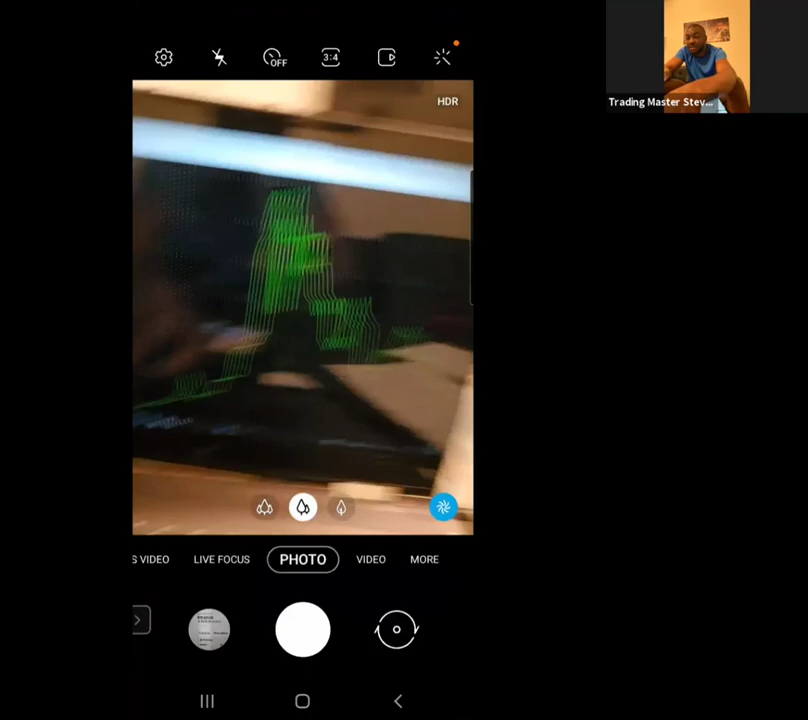 OFF
3:4
HDR
Trading Master Stev...
S VIDEO
LIVE FOCUS
PHOTO
VIDEO
MORE